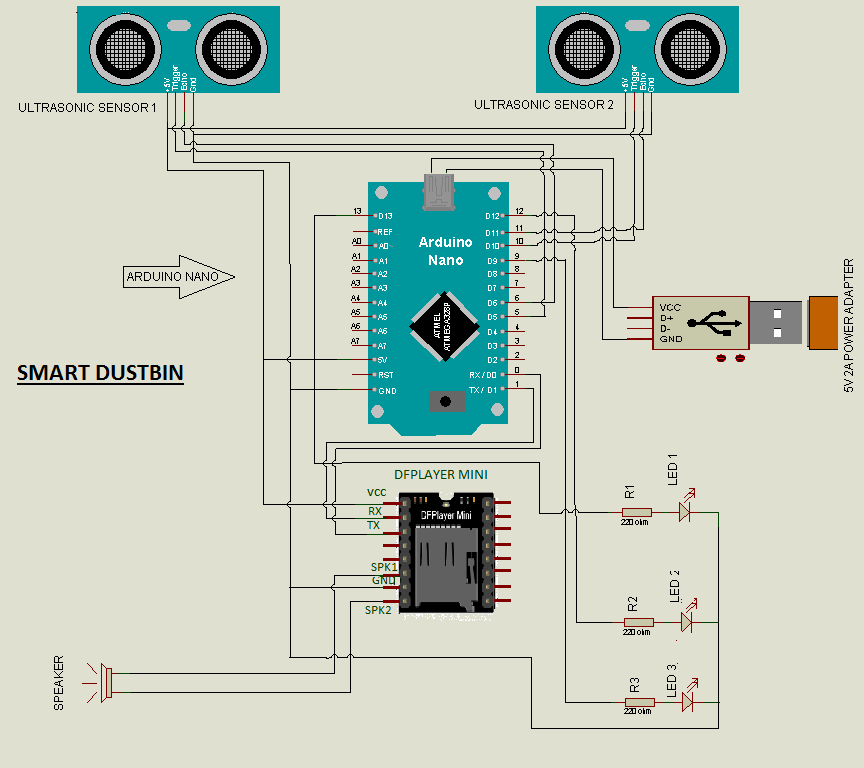 +5V
Trigger
Echo
Gnd
+5V
Trigger
Echo
Gnd
ULTRASONIC SENSOR 1
ULTRASONIC SENSOR 2
13
D13
REF
A0
A0
A1
A1
A2
A2
A3
A3
A4
A4
A5
A5
A6
A6
A7
A7
5V
RST
GND
Arduino
Nano
ATMEL
ATMEGA328P
D12
12
D11
11
D10
10
D9
9
D8
8
D7
7
D6
6
D5
5
D4
4
D3
3
D2
2
RX/D0
0
TX/D1
1
ARDUINO NANO
VCC
D+
D-
GND
5V 2A POWER ADAPTER
SMART DUSTBIN
DFPLAYER MINI
VCC
RX
TX
SPK1
GND
SPK2
DFPlayer Mini
R1
220 ohm
LED 1
R2
220 ohm
LED 2
R3
220 ohm
LED 3
SPEAKER